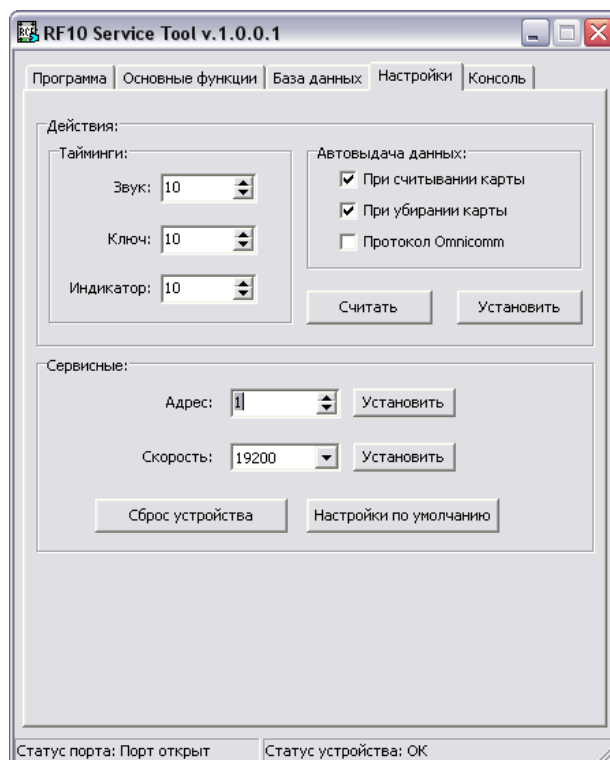 RF10 Service Tool v.1.0.0.1
Программа Основные функции База данных Настройки Консоль
Действия:
Тайминги:
Звук: 10
Ключ: 10
Индикатор: 10
Автовыдача данных:
При считывании карты
При убирании карты
Протокол Omnicomm
Считать Установить
Сервисные:
Адрес: 1 Установить
Скорость: 19200 Установить
Сброс устройства Настройки по умолчанию
Статус порта: Порт открыт Статус устройства: OK